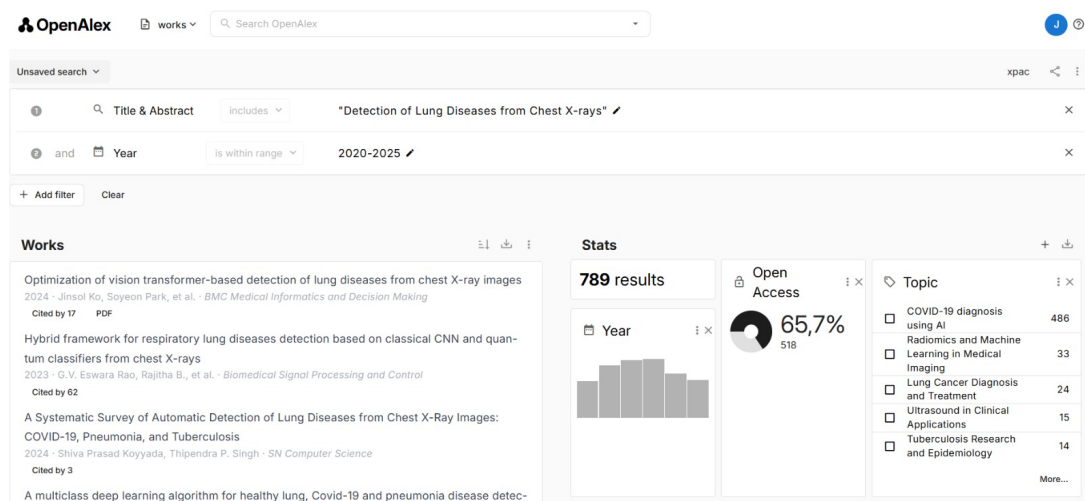 OpenAlex
works
Search OpenAlex
J
Unsaved search
xpac
1
Title & Abstract
includes
"Detection of Lung Diseases from Chest X-rays"
2
and
Year
is within range
2020-2025
+ Add filter
Clear
Works
Optimization of vision transformer-based detection of lung diseases from chest X-ray images
2024 · Jinsol Ko, Soyeon Park, et al. · BMC Medical Informatics and Decision Making
Cited by 17 PDF
Hybrid framework for respiratory lung diseases detection based on classical CNN and quan-
tum classifiers from chest X-rays
2023 · G.V. Eswara Rao, Rajitha B., et al. · Biomedical Signal Processing and Control
Cited by 62
A Systematic Survey of Automatic Detection of Lung Diseases from Chest X-Ray Images:
COVID-19, Pneumonia, and Tuberculosis
2024 · Shiva Prasad Koyyada, Thipendra P. Singh · SN Computer Science
Cited by 3
A multiclass deep learning algorithm for healthy lung, Covid-19 and pneumonia disease detec-
Stats
789 results
Year
Open
Access
65,7%
518
Topic
COVID-19 diagnosis
using AI
486
Radiomics and Machine
Learning in Medical
Imaging
33
Lung Cancer Diagnosis
and Treatment
24
Ultrasound in Clinical
Applications
15
Tuberculosis Research
and Epidemiology
14
More...